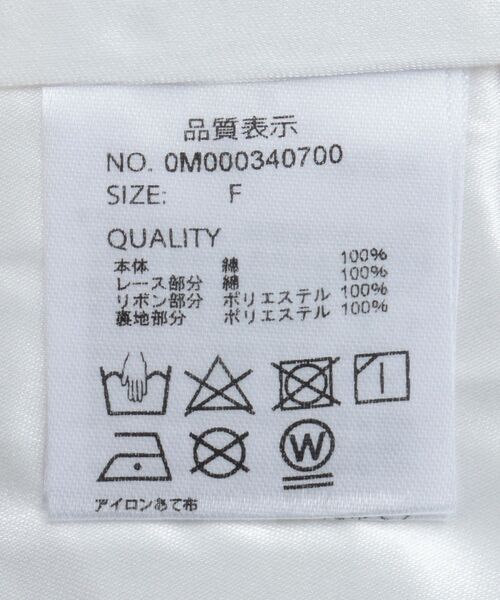 品質表示
NO. 0M000340700
SIZE: F
QUALITY
本体 綿 100%
レース部分 綿 100%
リボン部分 ポリエステル 100%
裏地部分 ポリエステル 100%
W
アイロンあて布